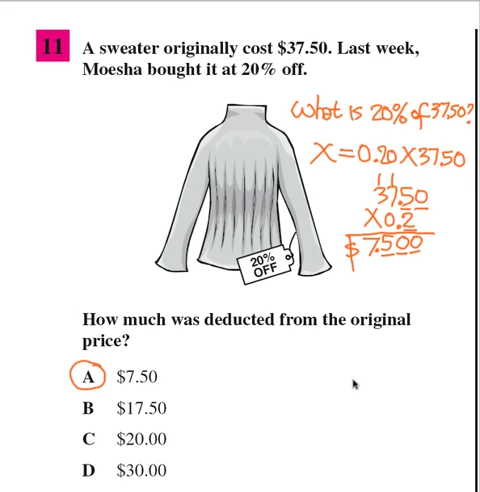 11 A sweater originally cost $37.50. Last week,
Moesha bought it at 20% off.
What is 20% of 37.50?
X=0.20X37.50
11
37.50
X0.2
$7.500
20%
OFF
How much was deducted from the original
price?
A $7.50
B $17.50
C $20.00
D $30.00